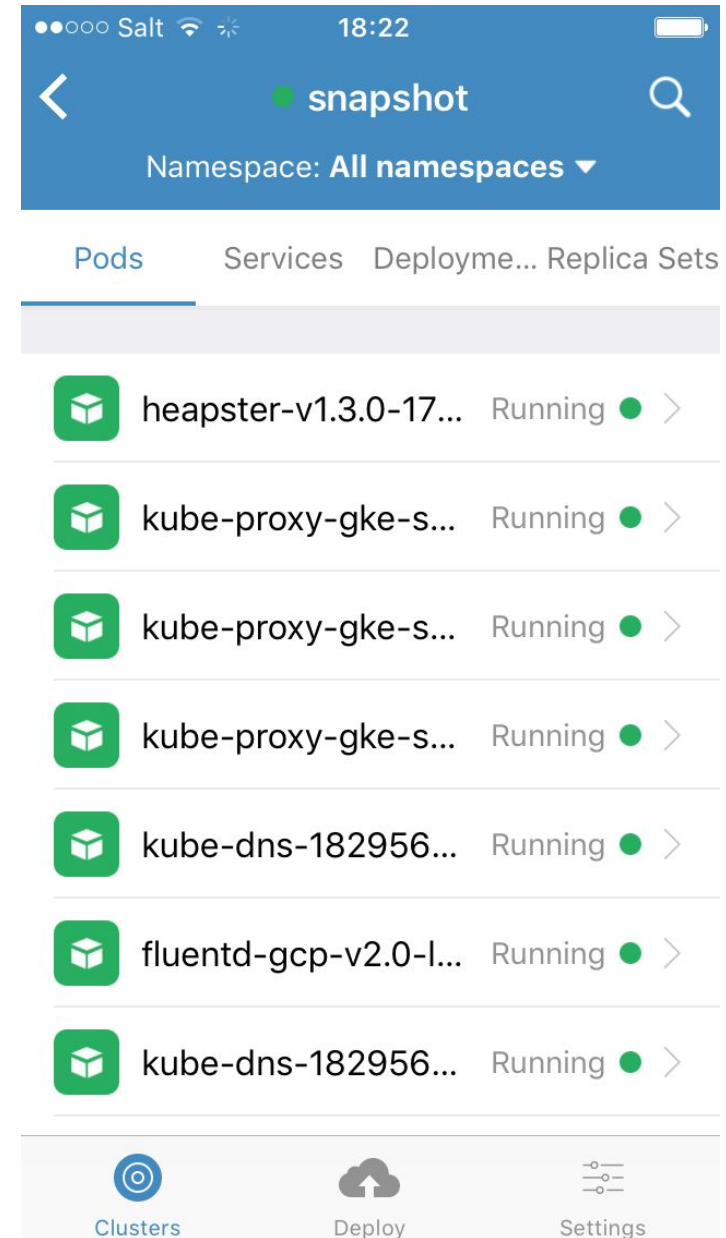 Salt 18:22
snapshot
Namespace: All namespaces
Pods Services Deployme... Replica Sets
heapster-v1.3.0-17... Running
kube-proxy-gke-s... Running
kube-proxy-gke-s... Running
kube-proxy-gke-s... Running
kube-dns-182956... Running
fluentd-gcp-v2.0-l... Running
kube-dns-182956... Running
Clusters Deploy Settings